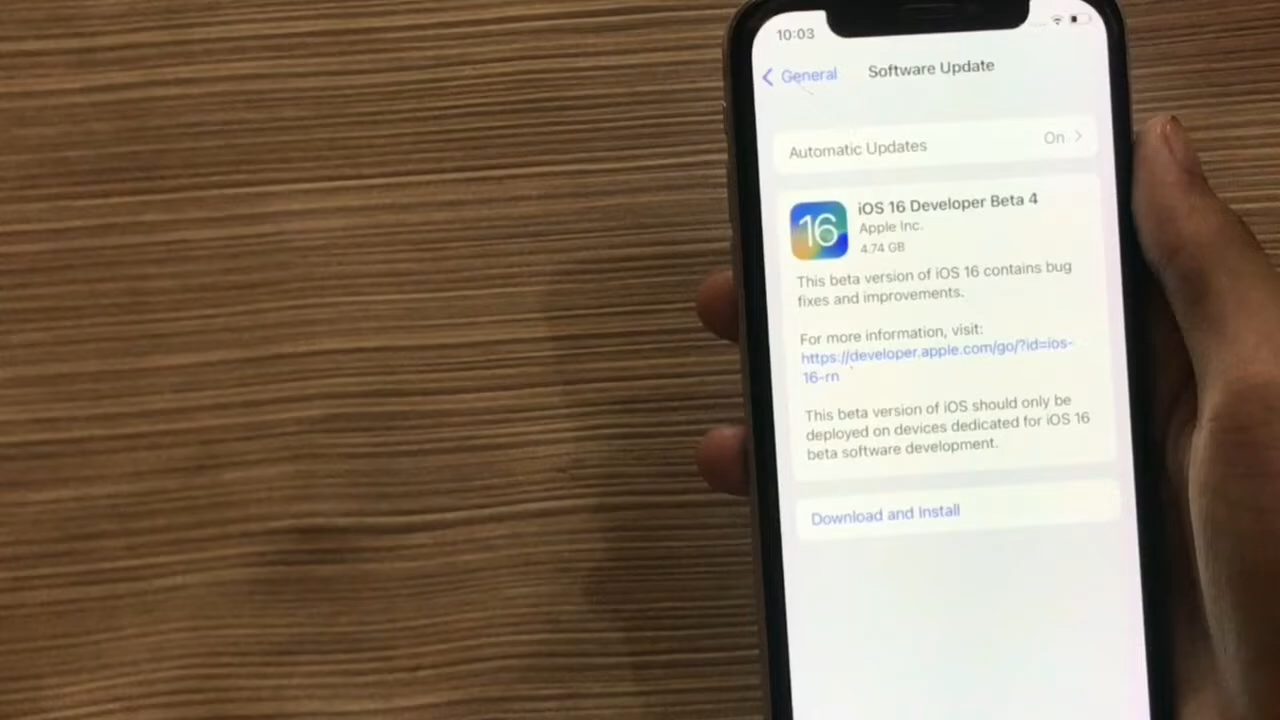 10:03
General
Software Update
Automatic Updates
On
16
iOS 16 Developer Beta 4
Apple Inc.
4.74 GB
This beta version of iOS 16 contains bug
fixes and improvements.
For more information, visit:
https://developer.apple.com/go/?id=ios-
16-rn
This beta version of iOS should only be
deployed on devices dedicated for iOS 16
beta software development.
Download and Install